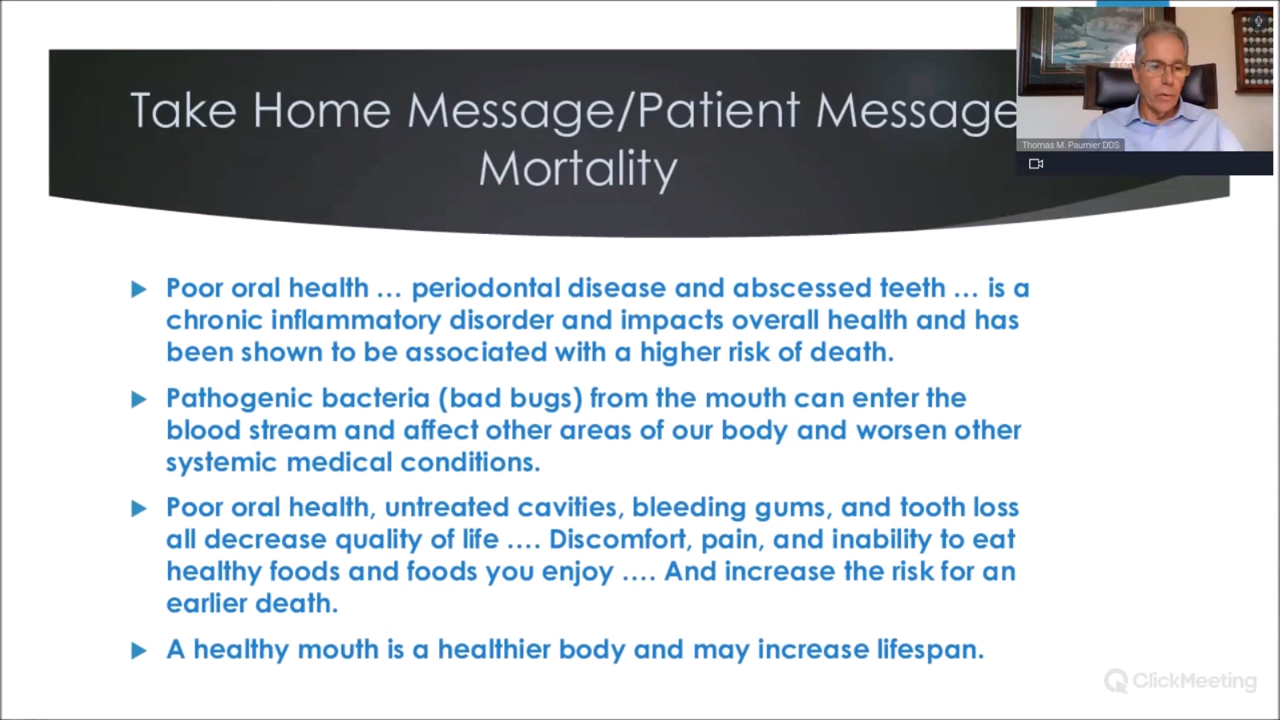 Take Home Message/Patient Message
Mortality
Thomas M. Paumier DDS
Poor oral health … periodontal disease and abscessed teeth … is a
chronic inflammatory disorder and impacts overall health and has
been shown to be associated with a higher risk of death.
Pathogenic bacteria (bad bugs) from the mouth can enter the
blood stream and affect other areas of our body and worsen other
systemic medical conditions.
Poor oral health, untreated cavities, bleeding gums, and tooth loss
all decrease quality of life …. Discomfort, pain, and inability to eat
healthy foods and foods you enjoy …. And increase the risk for an
earlier death.
A healthy mouth is a healthier body and may increase lifespan.
ClickMeeting